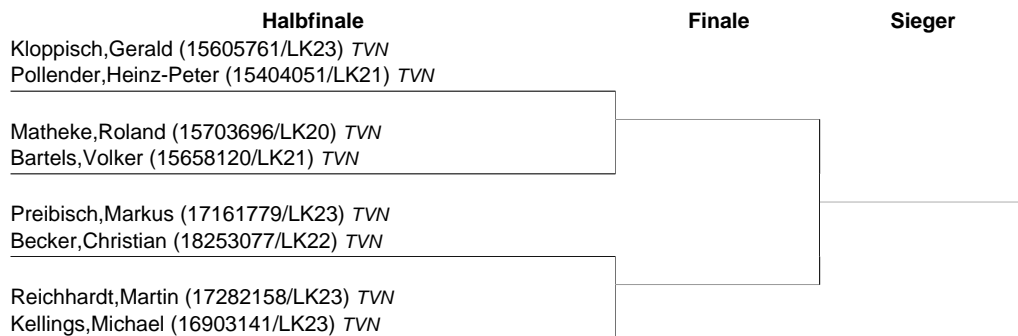 Halbfinale Finale Sieger
Kloppisch,Gerald (15605761/LK23) TVN
Pollender,Heinz-Peter (15404051/LK21) TVN
Matheke,Roland (15703696/LK20) TVN
Bartels,Volker (15658120/LK21) TVN
Preibisch,Markus (17161779/LK23) TVN
Becker,Christian (18253077/LK22) TVN
Reichhardt,Martin (17282158/LK23) TVN
Kellings,Michael (16903141/LK23) TVN